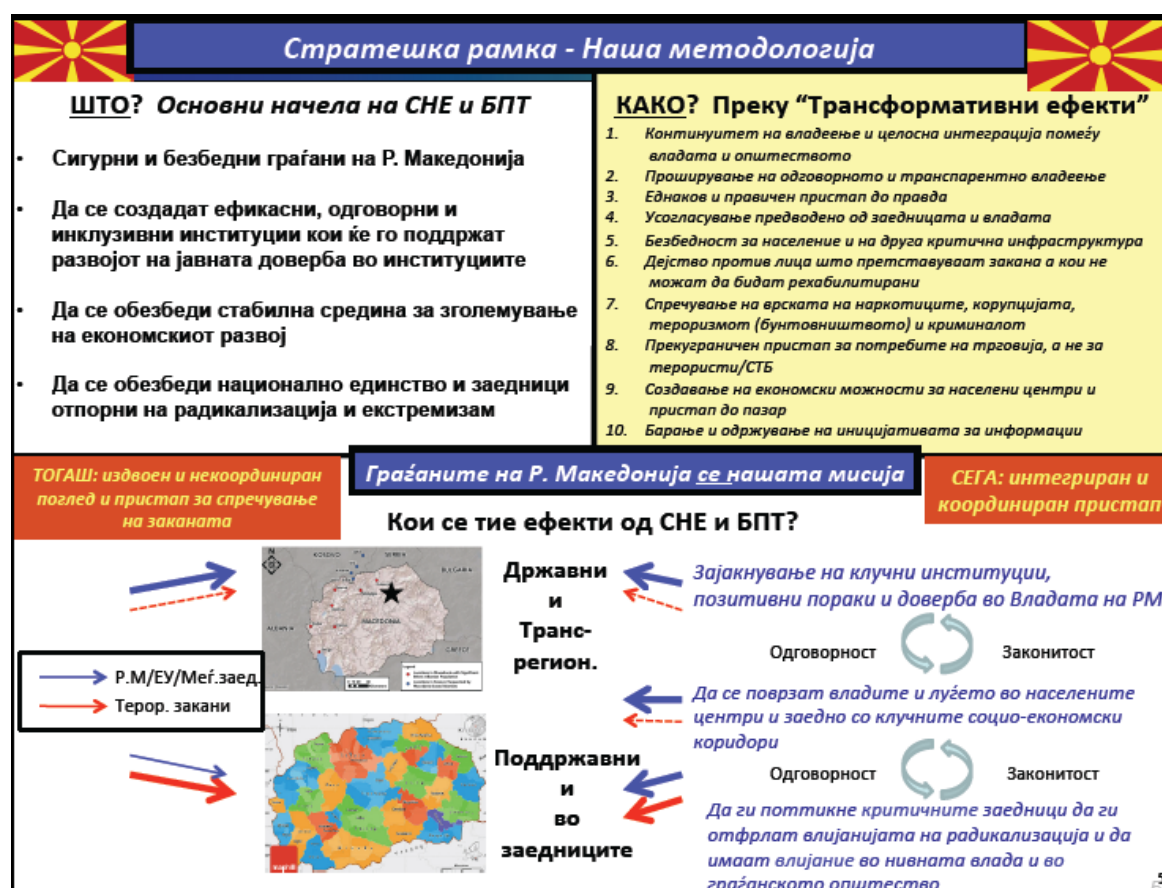 Стратешка рамка - Наша методологија
ШТО? Основни начела на СНЕ и БПТ
• Сигурни и безбедни граѓани на Р. Македонија
• Да се создадат ефикасни, одговорни и
инклузивни институции кои ќе го поддржат
развојот на јавната доверба во институциите
• Да се обезбеди стабилна средина за зголемување
на економскиот развој
• Да се обезбеди национално единство и заедници
отпорни на радикализација и екстремизам
КАКО? Преку “Трансформативни ефекти”
1. Континуитет на владеење и целосна интеграција помеѓу
владата и општеството
2. Проширување на одговорното и транспарентно владеење
3. Еднаков и правичен пристап до правда
4. Усогласување предводено од заедницата и владата
5. Безбедност за население и на друга критична инфраструктура
6. Дејство против лица што претставуваат закана а кои не
можат да бидат рехабилитирани
7. Спречување на врската на наркотиците, корупцијата,
тероризмот (бунтовништвото) и криминалот
8. Прекуграничен пристап за потребите на трговија, а не за
терористи/СТБ
9. Создавање на економски можности за населени центри и
пристап до пазар
10. Барање и одржување на иницијативата за информации
ТОГАШ: издвоен и некоординиран
поглед и пристап за спречување
на заканата
Граѓаните на Р. Македонија се нашата мисија
СЕГА: интегриран и
координиран пристап
Кои се тие ефекти од СНЕ и БПТ?
N
KOSOVO
SERBIA
BULGARIA
ALBANIA
MACEDONIA
GREECE
Р.М/ЕУ/Меѓ.заед.
Терор. закани
Државни
и
Транс-
регион.
Зајакнување на клучни институции,
позитивни пораки и доверба во Владата на РМ
Одговорност
Законитост
Да се поврзат владите и луѓето во населените
центри и заедно со клучните социо-економски
коридори
Поддржавни
и
во
заедниците
Одговорност
Законитост
Да ги поттикне критичните заедници да ги
отфрлат влијанијата на радикализација и да
имаат влијание во нивната влада и во
граѓанското општество